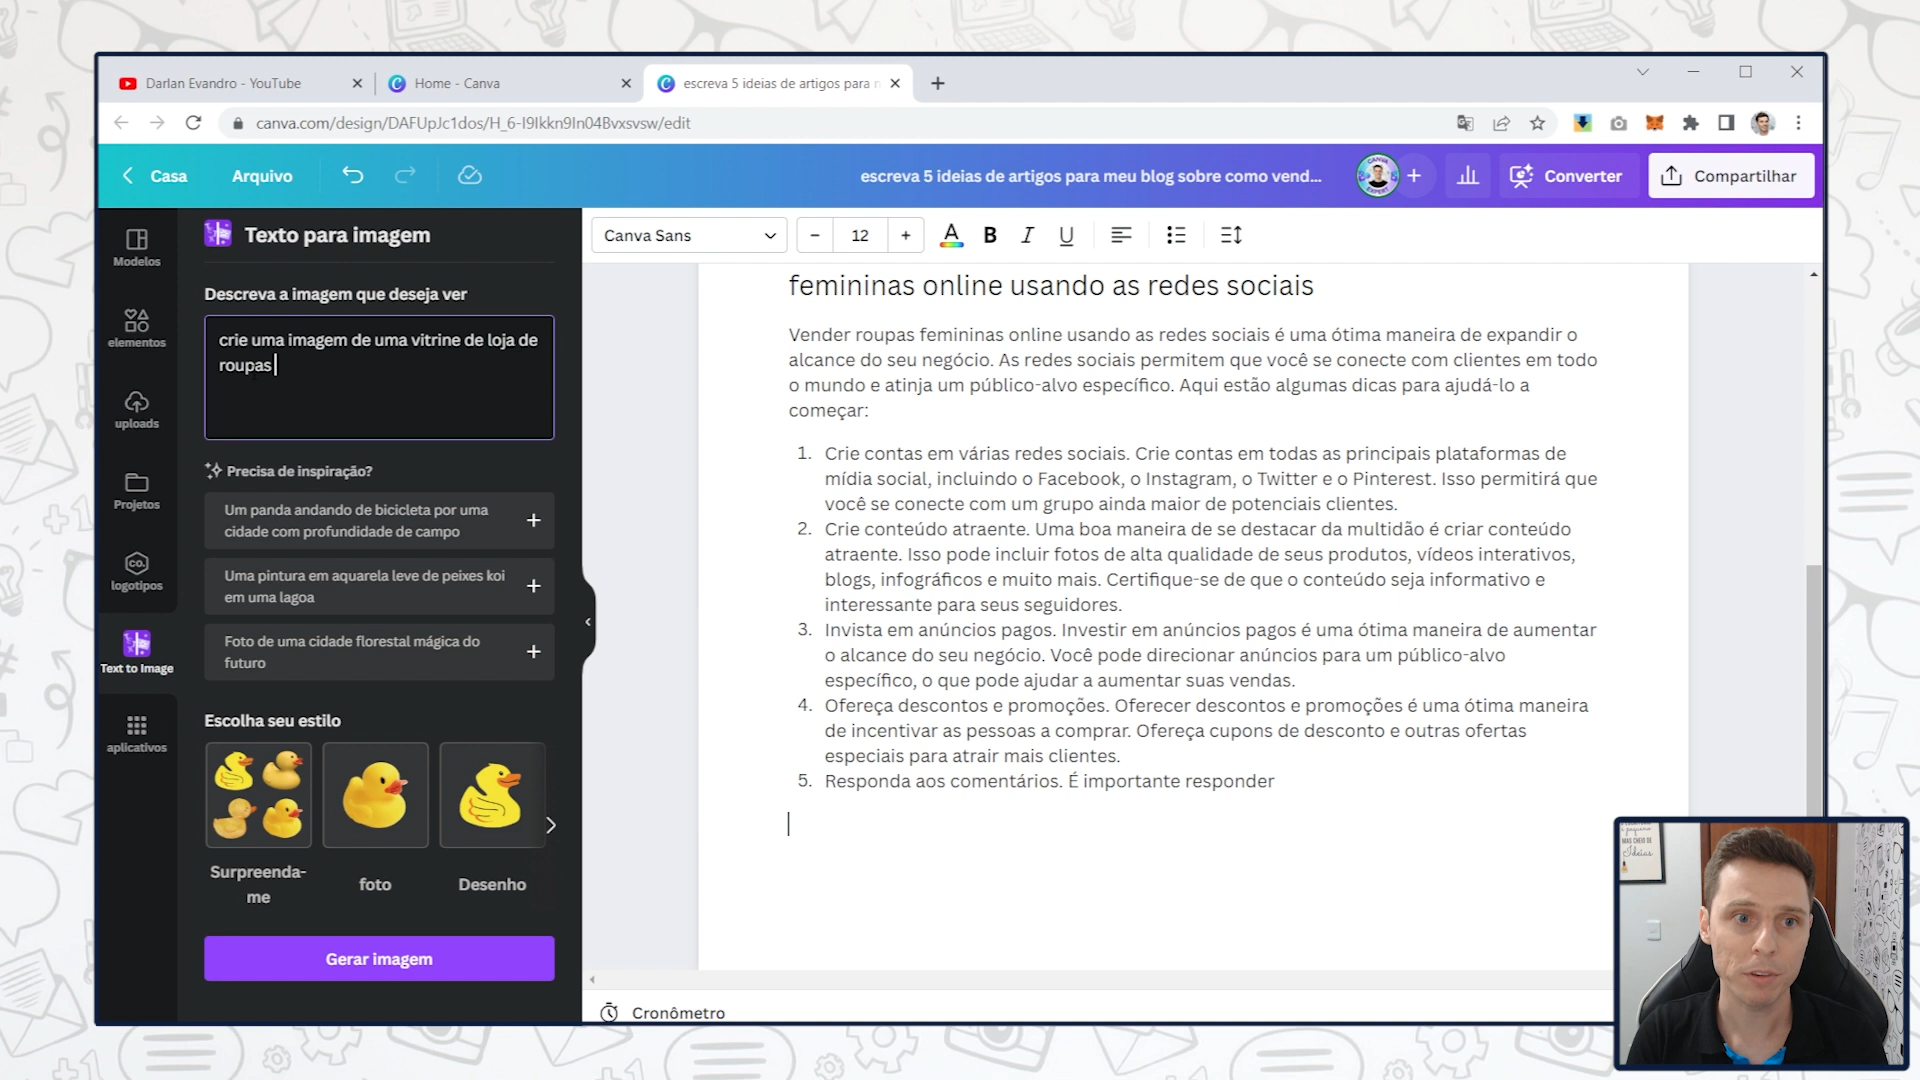 Darlan Evandro - YouTube
Home - Canva
escreva 5 ideias de artigos para n
canva.com/design/DAFUpJc1dos/H_6-I9Ikkn9In04Bvxsvsw/edit
Casa
Arquivo
escreva 5 ideias de artigos para meu blog sobre como vend...
CANVA
EXPERT
Converter
Compartilhar
Modelos
elementos
uploads
Projetos
CO.
logotipos
Text to Image
aplicativos
Texto para imagem
Descreva a imagem que deseja ver
crie uma imagem de uma vitrine de loja de
roupas
Precisa de inspiração?
Um panda andando de bicicleta por uma
cidade com profundidade de campo
Uma pintura em aquarela leve de peixes koi
em uma lagoa
Foto de uma cidade florestal mágica do
futuro
Escolha seu estilo
Surpreenda-
me
foto
Desenho
Gerar imagem
Canva Sans
12
A
B
I
U
femininas online usando as redes sociais
Vender roupas femininas online usando as redes sociais é uma ótima maneira de expandir o
alcance do seu negócio. As redes sociais permitem que você se conecte com clientes em todo
o mundo e atinja um público-alvo específico. Aqui estão algumas dicas para ajudá-lo a
começar:
1. Crie contas em várias redes sociais. Crie contas em todas as principais plataformas de
mídia social, incluindo o Facebook, o Instagram, o Twitter e o Pinterest. Isso permitirá que
você se conecte com um grupo ainda maior de potenciais clientes.
2. Crie conteúdo atraente. Uma boa maneira de se destacar da multidão é criar conteúdo
atraente. Isso pode incluir fotos de alta qualidade de seus produtos, vídeos interativos,
blogs, infográficos e muito mais. Certifique-se de que o conteúdo seja informativo e
interessante para seus seguidores.
3. Invista em anúncios pagos. Investir em anúncios pagos é uma ótima maneira de aumentar
o alcance do seu negócio. Você pode direcionar anúncios para um público-alvo
específico, o que pode ajudar a aumentar suas vendas.
4. Ofereça descontos e promoções. Oferecer descontos e promoções é uma ótima maneira
de incentivar as pessoas a comprar. Ofereça cupons de desconto e outras ofertas
especiais para atrair mais clientes.
5. Responda aos comentários. É importante responder
Cronômetro
MAS CHEIO DE
Ideias